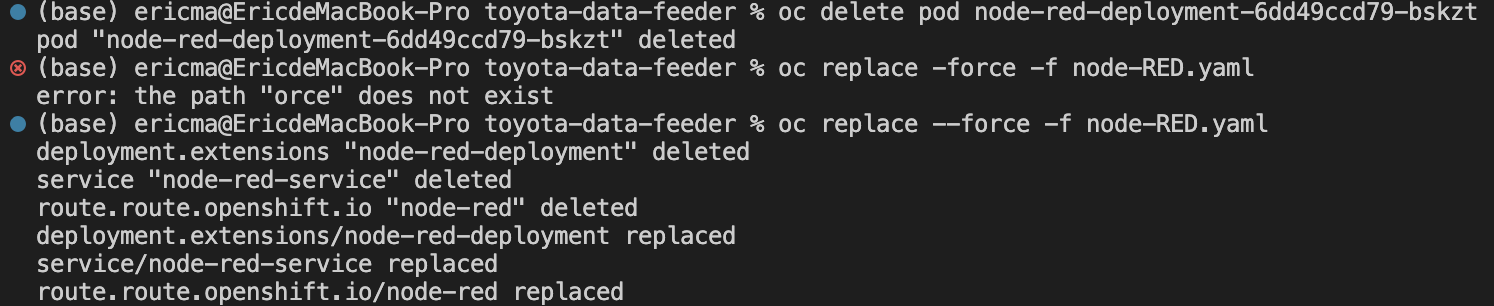 (base) ericma@EricdeMacBook-Pro toyota-data-feeder % oc delete pod node-red-deployment-6dd49ccd79-bskzt
pod "node-red-deployment-6dd49ccd79-bskzt" deleted
(base) ericma@EricdeMacBook-Pro toyota-data-feeder % oc replace -force -f node-RED.yaml
error: the path "orce" does not exist
(base) ericma@EricdeMacBook-Pro toyota-data-feeder % oc replace --force -f node-RED.yaml
deployment.extensions "node-red-deployment" deleted
service "node-red-service" deleted
route.route.openshift.io "node-red" deleted
deployment.extensions/node-red-deployment replaced
service/node-red-service replaced
route.route.openshift.io/node-red replaced